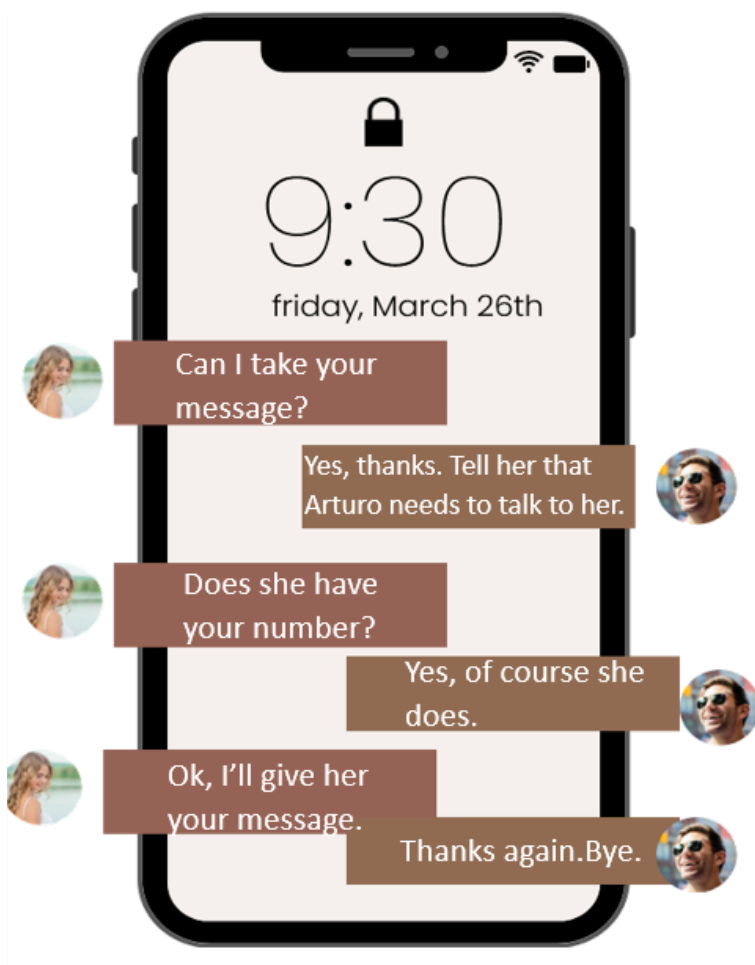 9:30
friday, March 26th
Can I take your
message?
Yes, thanks. Tell her that
Arturo needs to talk to her.
Does she have
your number?
Yes, of course she
does.
Ok, I’ll give her
your message.
Thanks again.Bye.